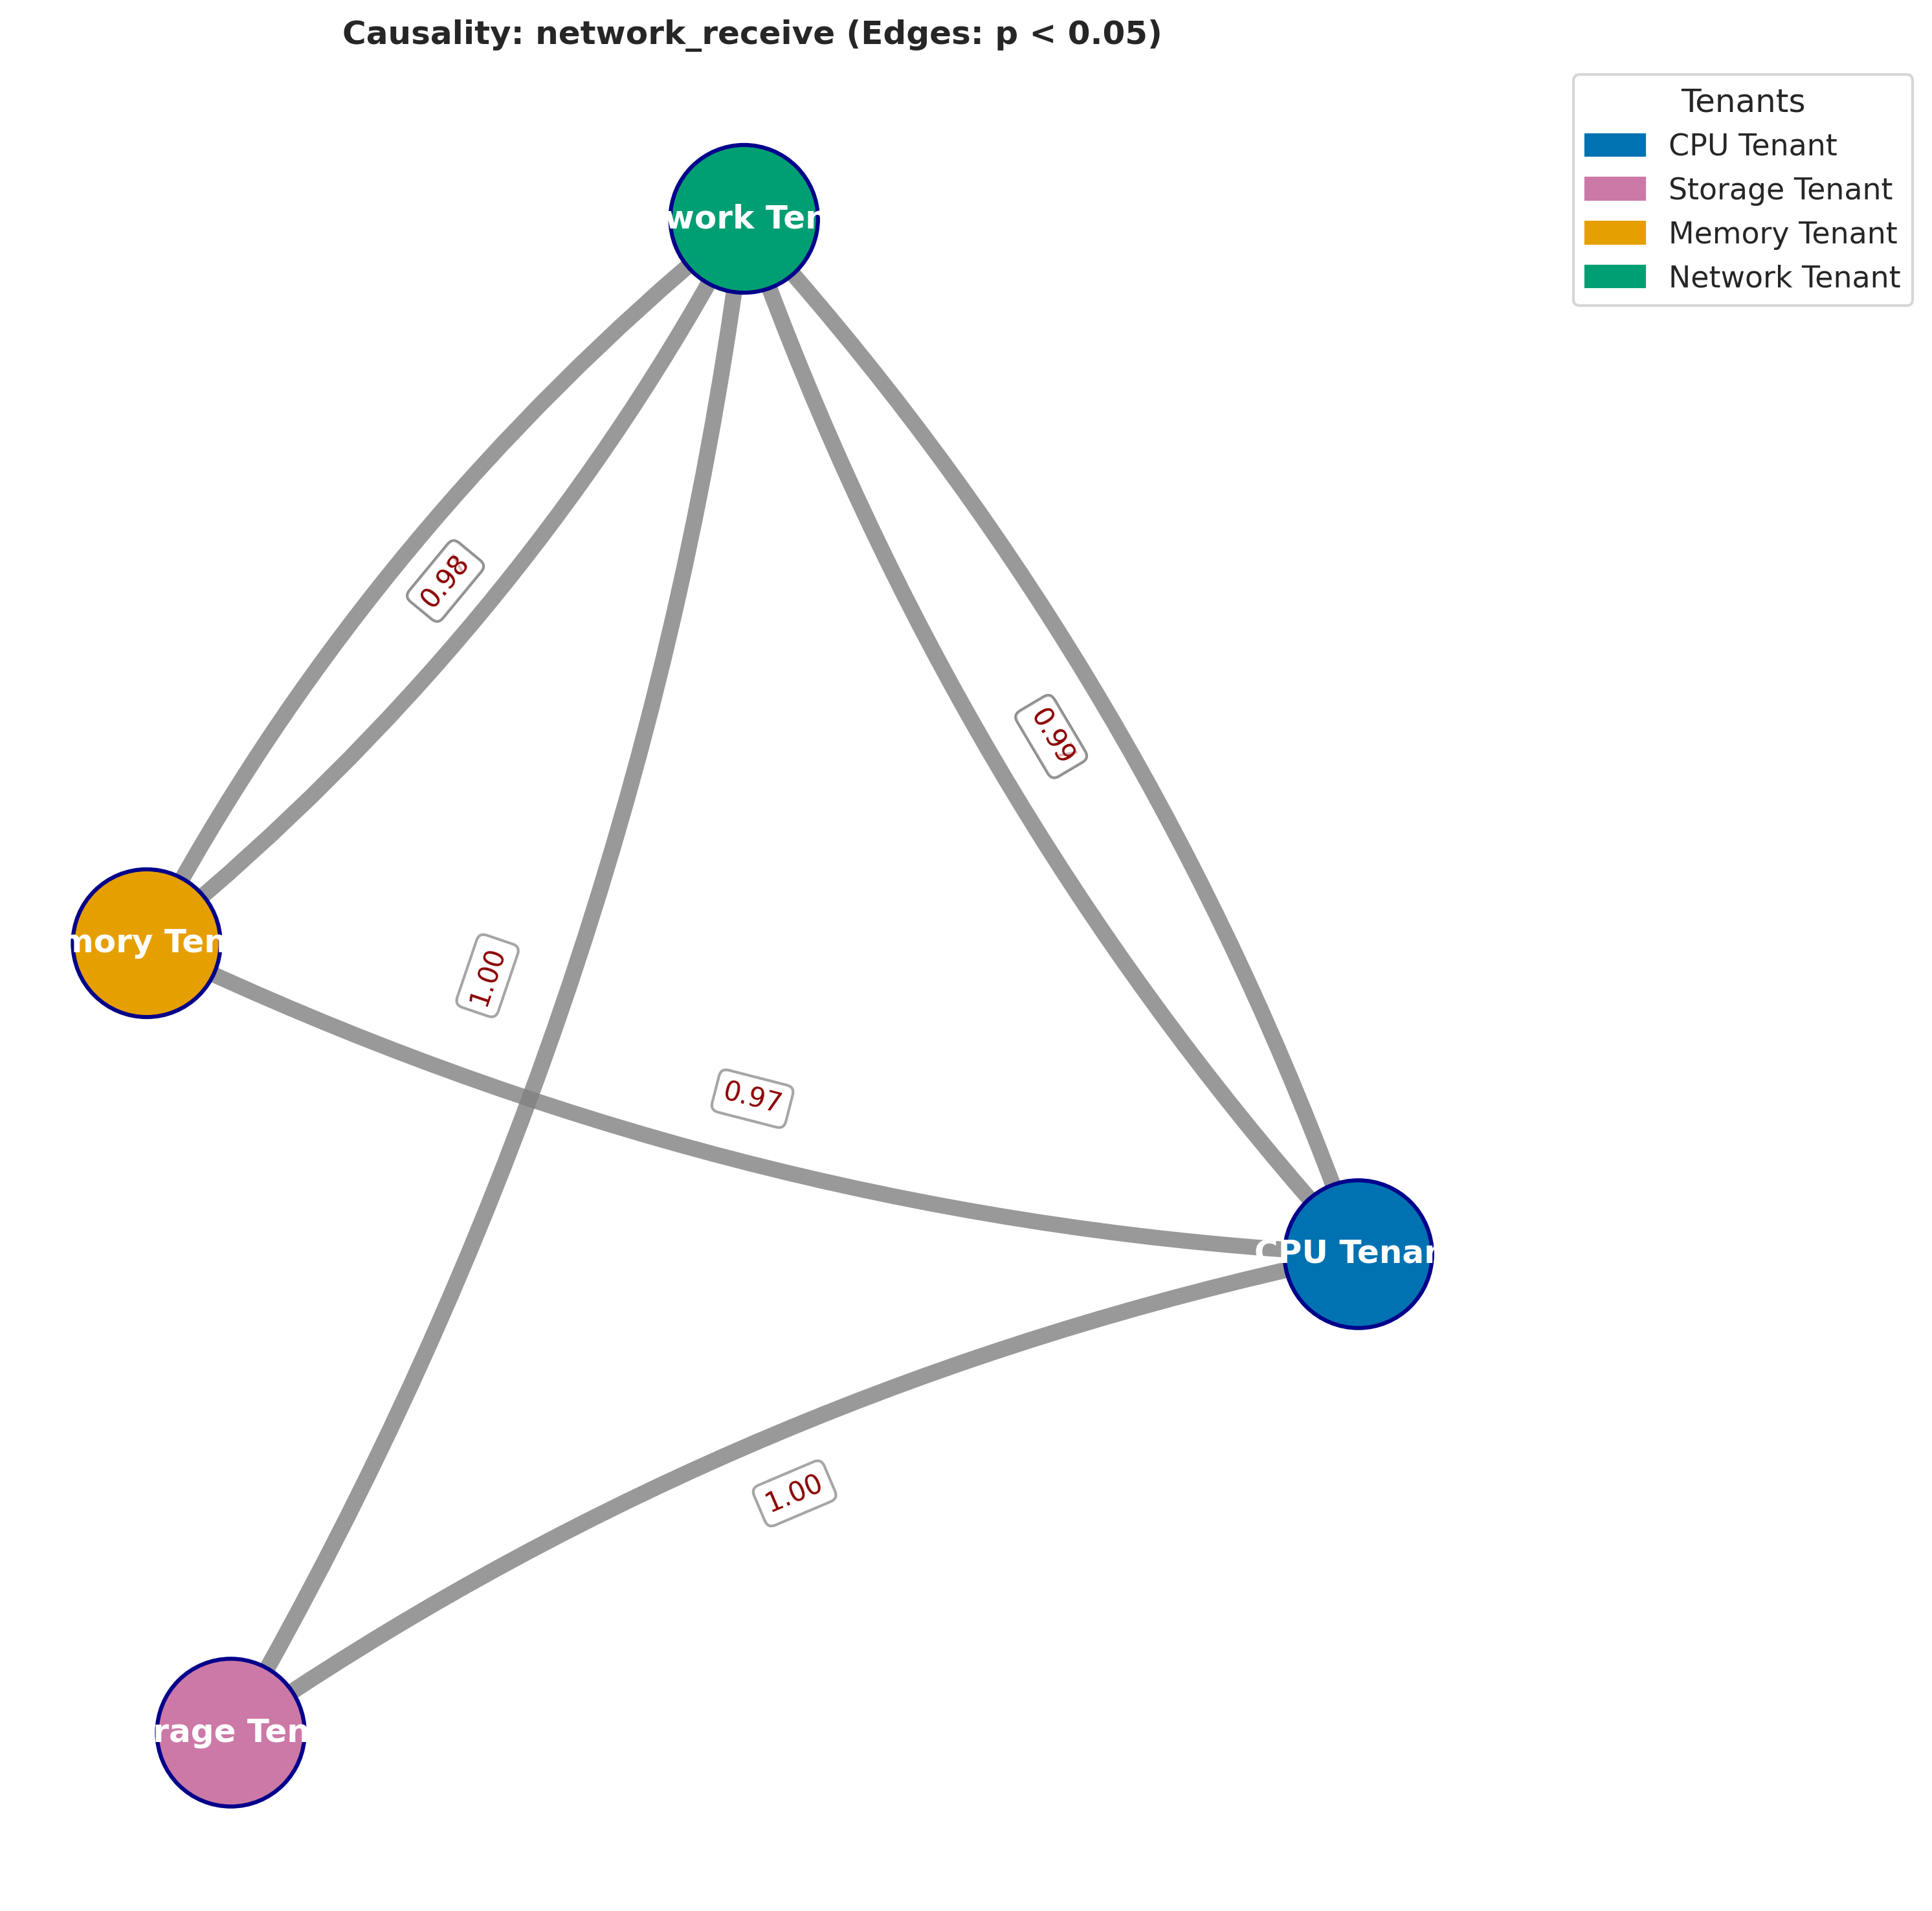 Causality: network_receive (Edges: p < 0.05)
Tenants
CPU Tenant
Storage Tenant
Memory Tenant
Network Tenant
work Ten
0.98
0.99
mory Ten
1.00
0.97
CPU Tenan
1.00
rage Ten